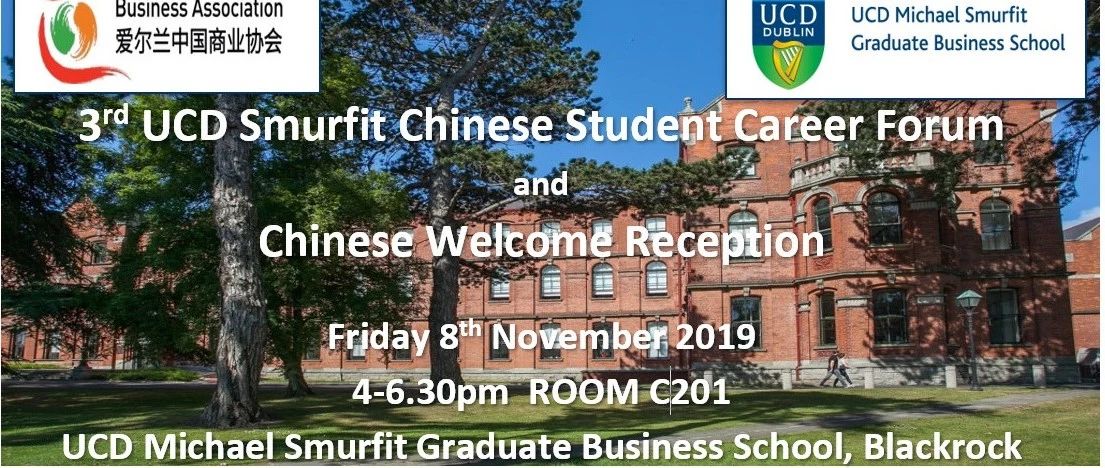 Business Association
爱尔兰中国商业协会
UCD
DUBLIN
UCD Michael Smurfit
Graduate Business School
3rd UCD Smurfit Chinese Student Career Forum
and
Chinese Welcome Reception
Friday 8th November 2019
4-6.30pm ROOM C201
UCD Michael Smurfit Graduate Business School, Blackrock